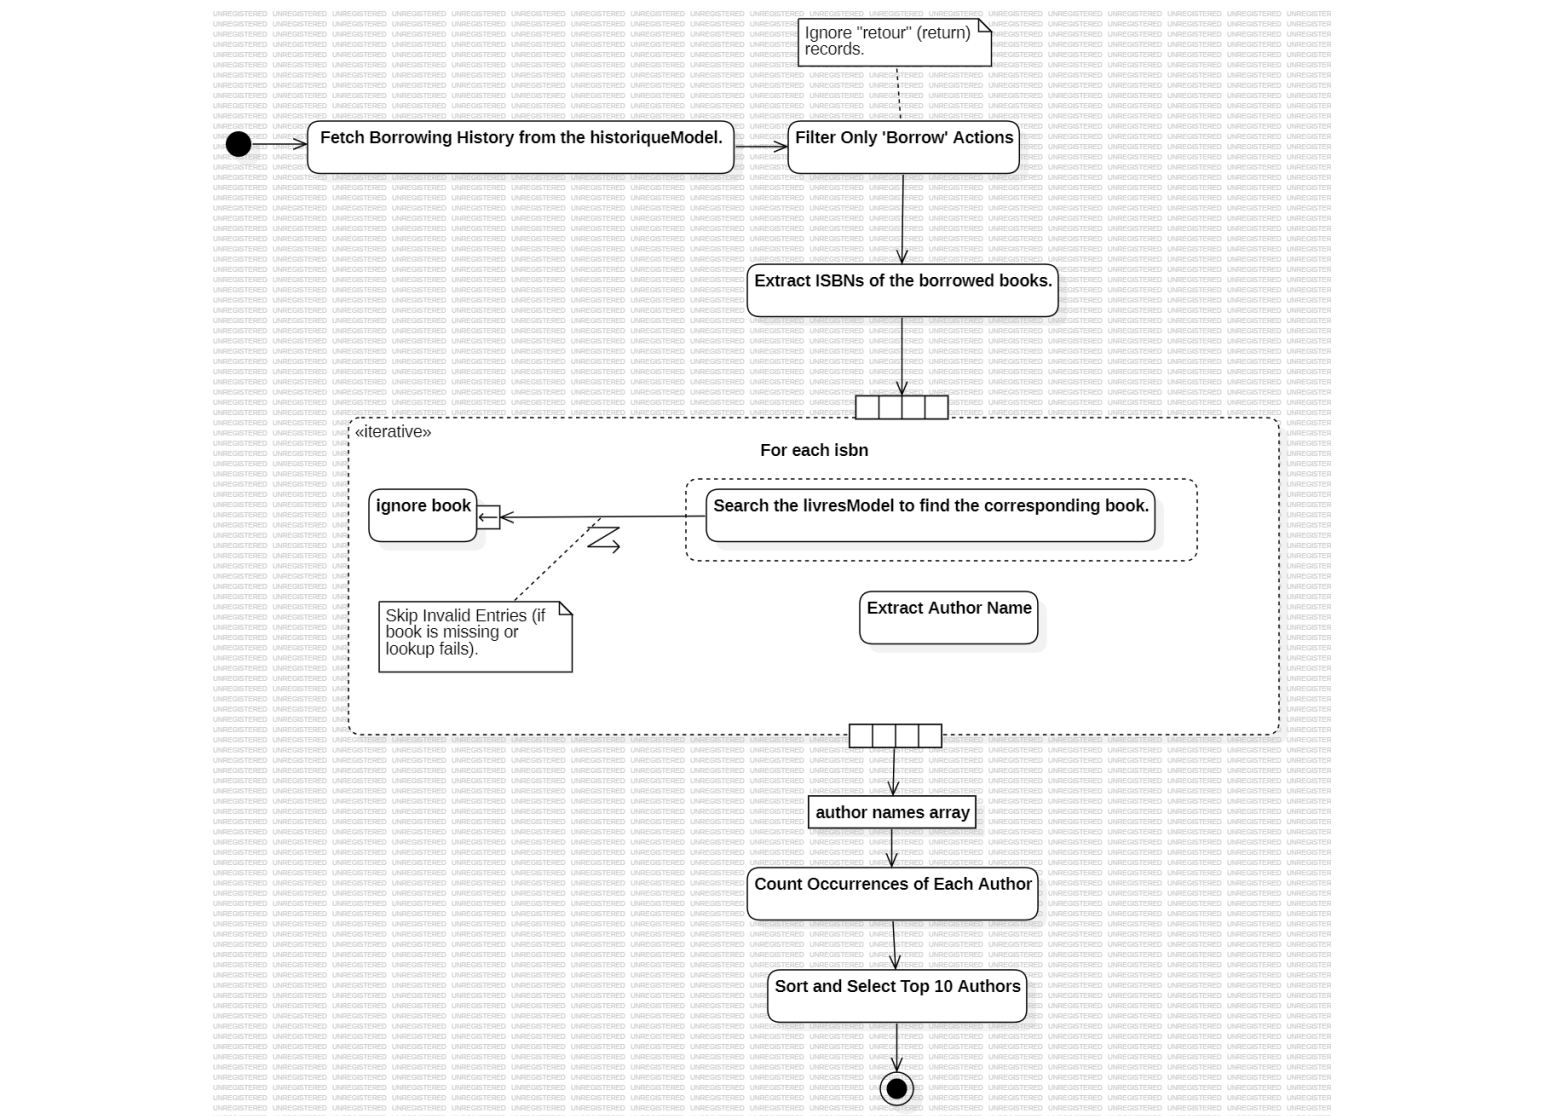 Ignore "retour" (return)
records.
Fetch Borrowing History from the historiqueModel.
Filter Only 'Borrow' Actions
Extract ISBNs of the borrowed books.
«iterative»
For each isbn
ignore book
Search the livresModel to find the corresponding book.
Extract Author Name
Skip Invalid Entries (if
book is missing or
lookup fails).
author names array
Count Occurrences of Each Author
Sort and Select Top 10 Authors
UNREGISTERED